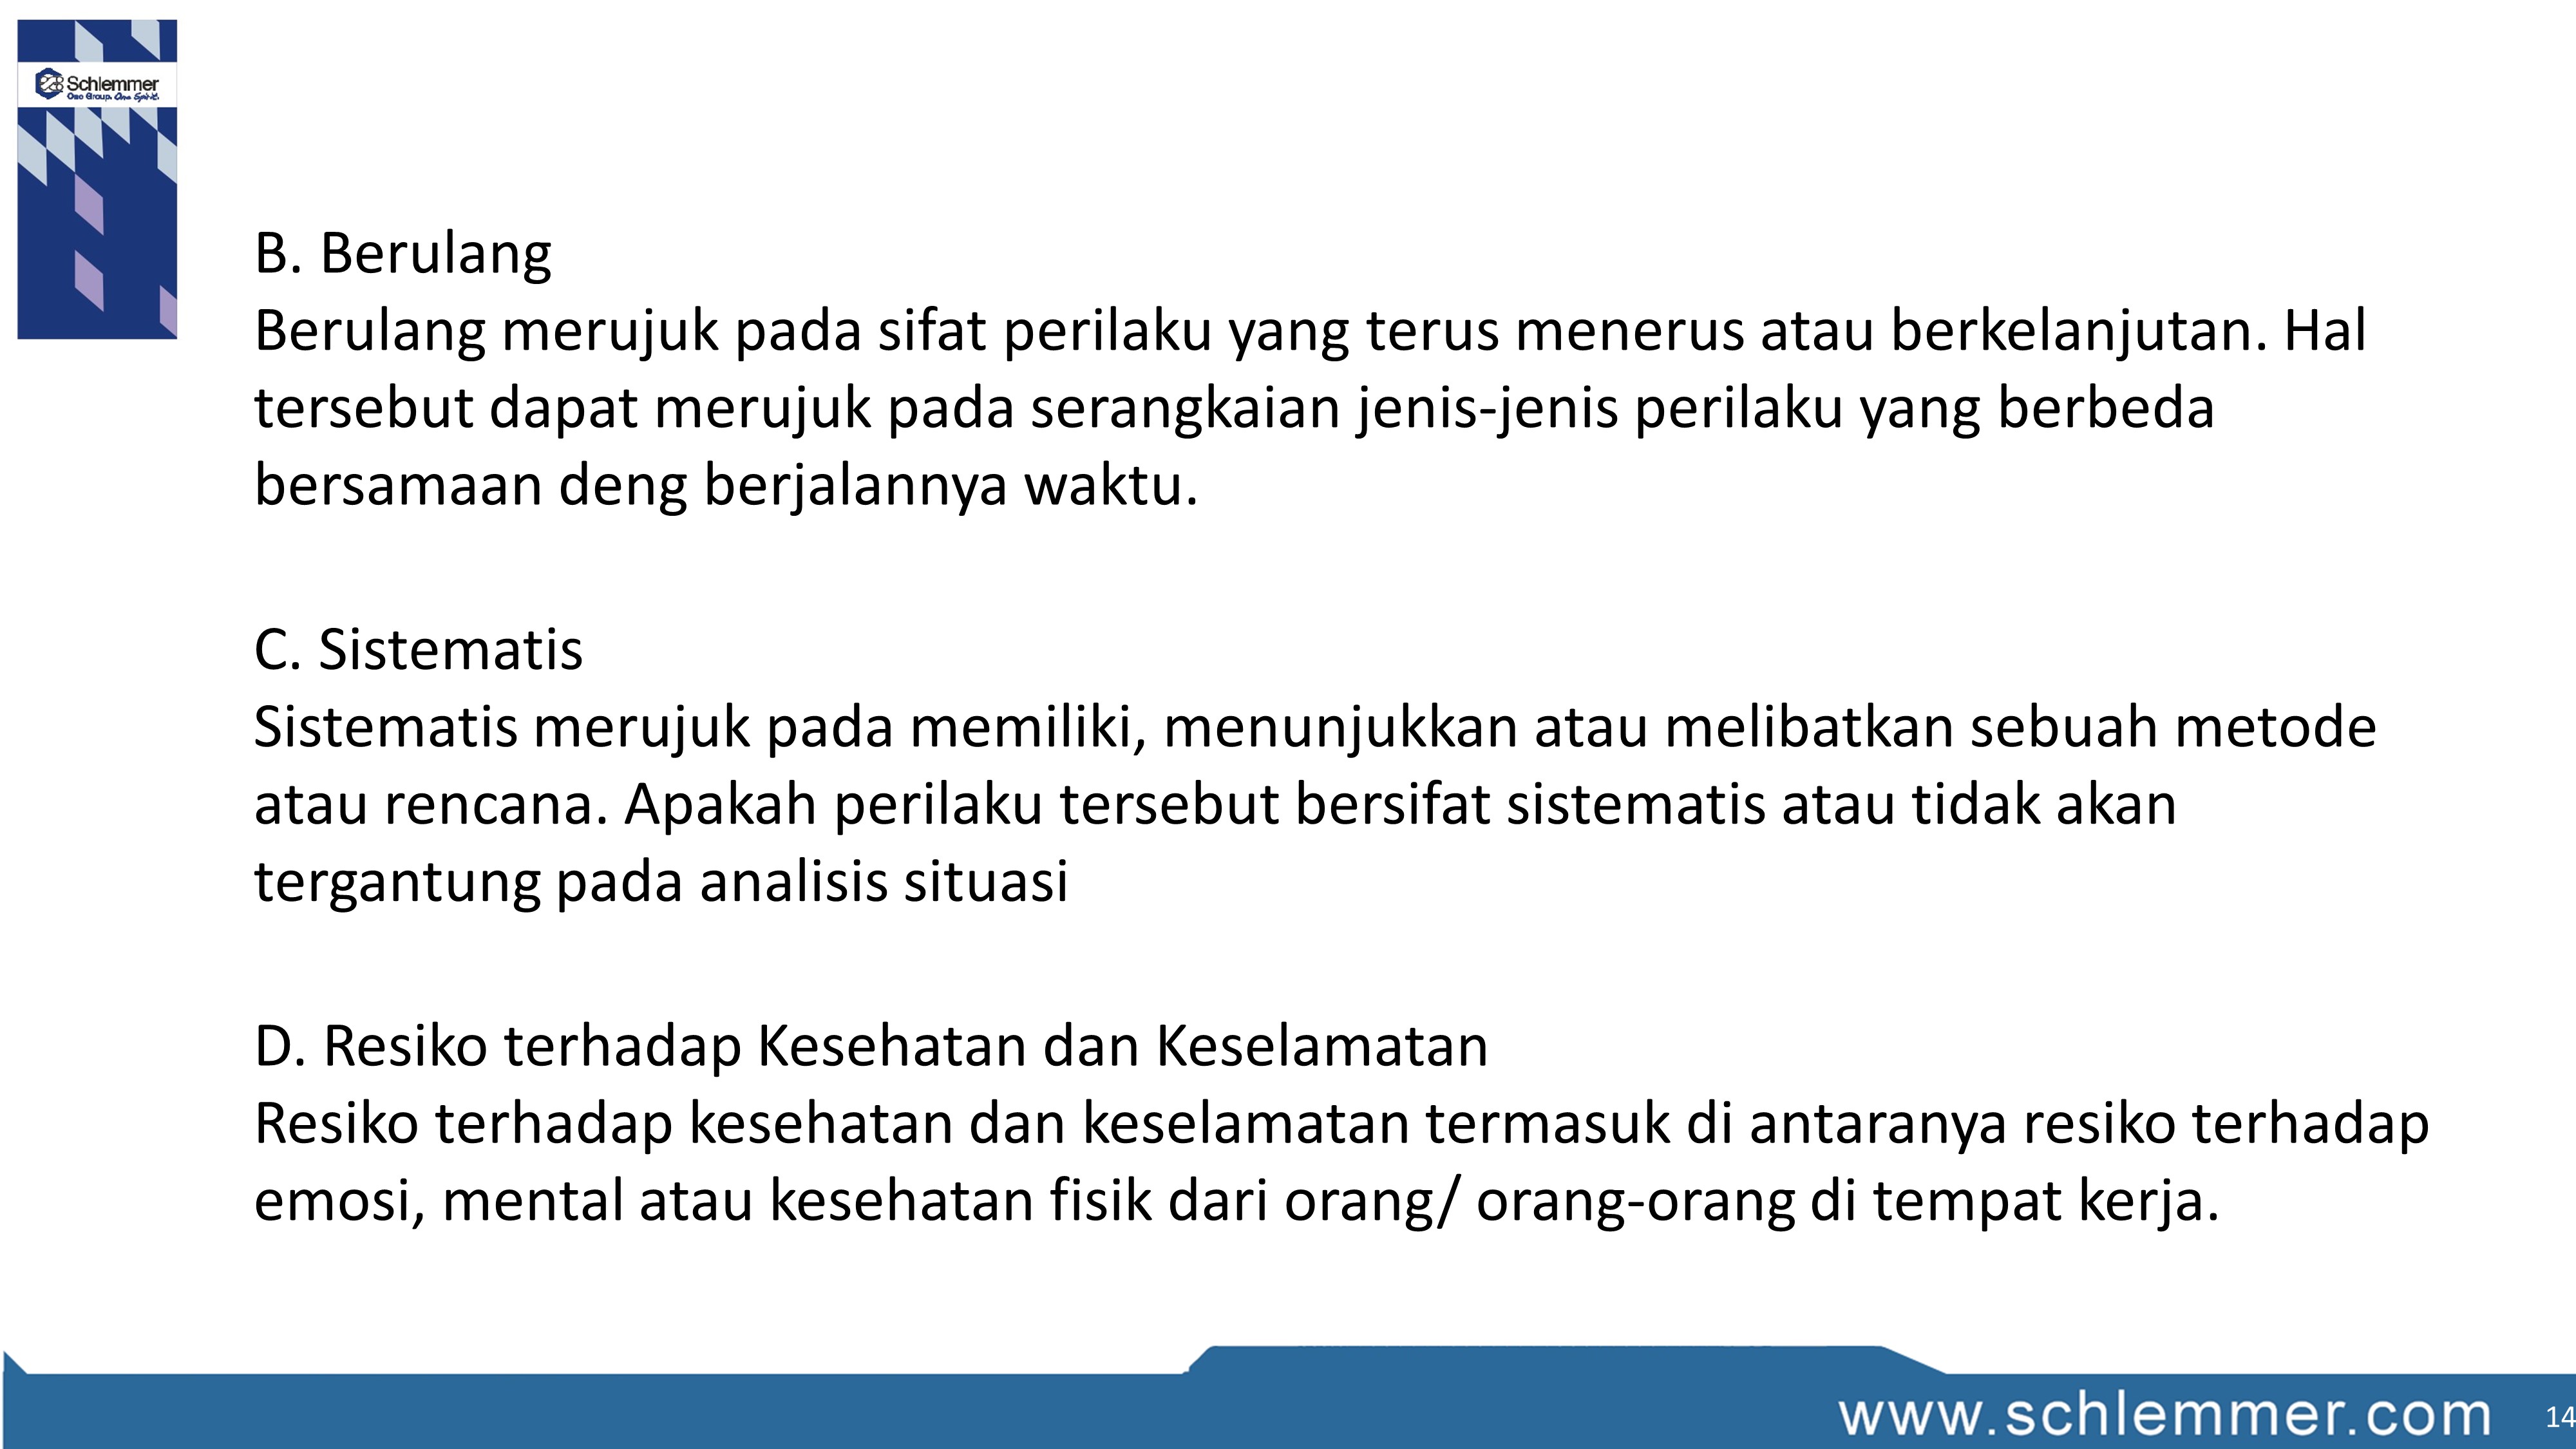 Schlemmer
One Group. One Spirit.
B. Berulang
Berulang merujuk pada sifat perilaku yang terus menerus atau berkelanjutan. Hal
tersebut dapat merujuk pada serangkaian jenis-jenis perilaku yang berbeda
bersamaan deng berjalannya waktu.
C. Sistematis
Sistematis merujuk pada memiliki, menunjukkan atau melibatkan sebuah metode
atau rencana. Apakah perilaku tersebut bersifat sistematis atau tidak akan
tergantung pada analisis situasi
D. Resiko terhadap Kesehatan dan Keselamatan
Resiko terhadap kesehatan dan keselamatan termasuk di antaranya resiko terhadap
emosi, mental atau kesehatan fisik dari orang/ orang-orang di tempat kerja.
www.schlemmer.com
14